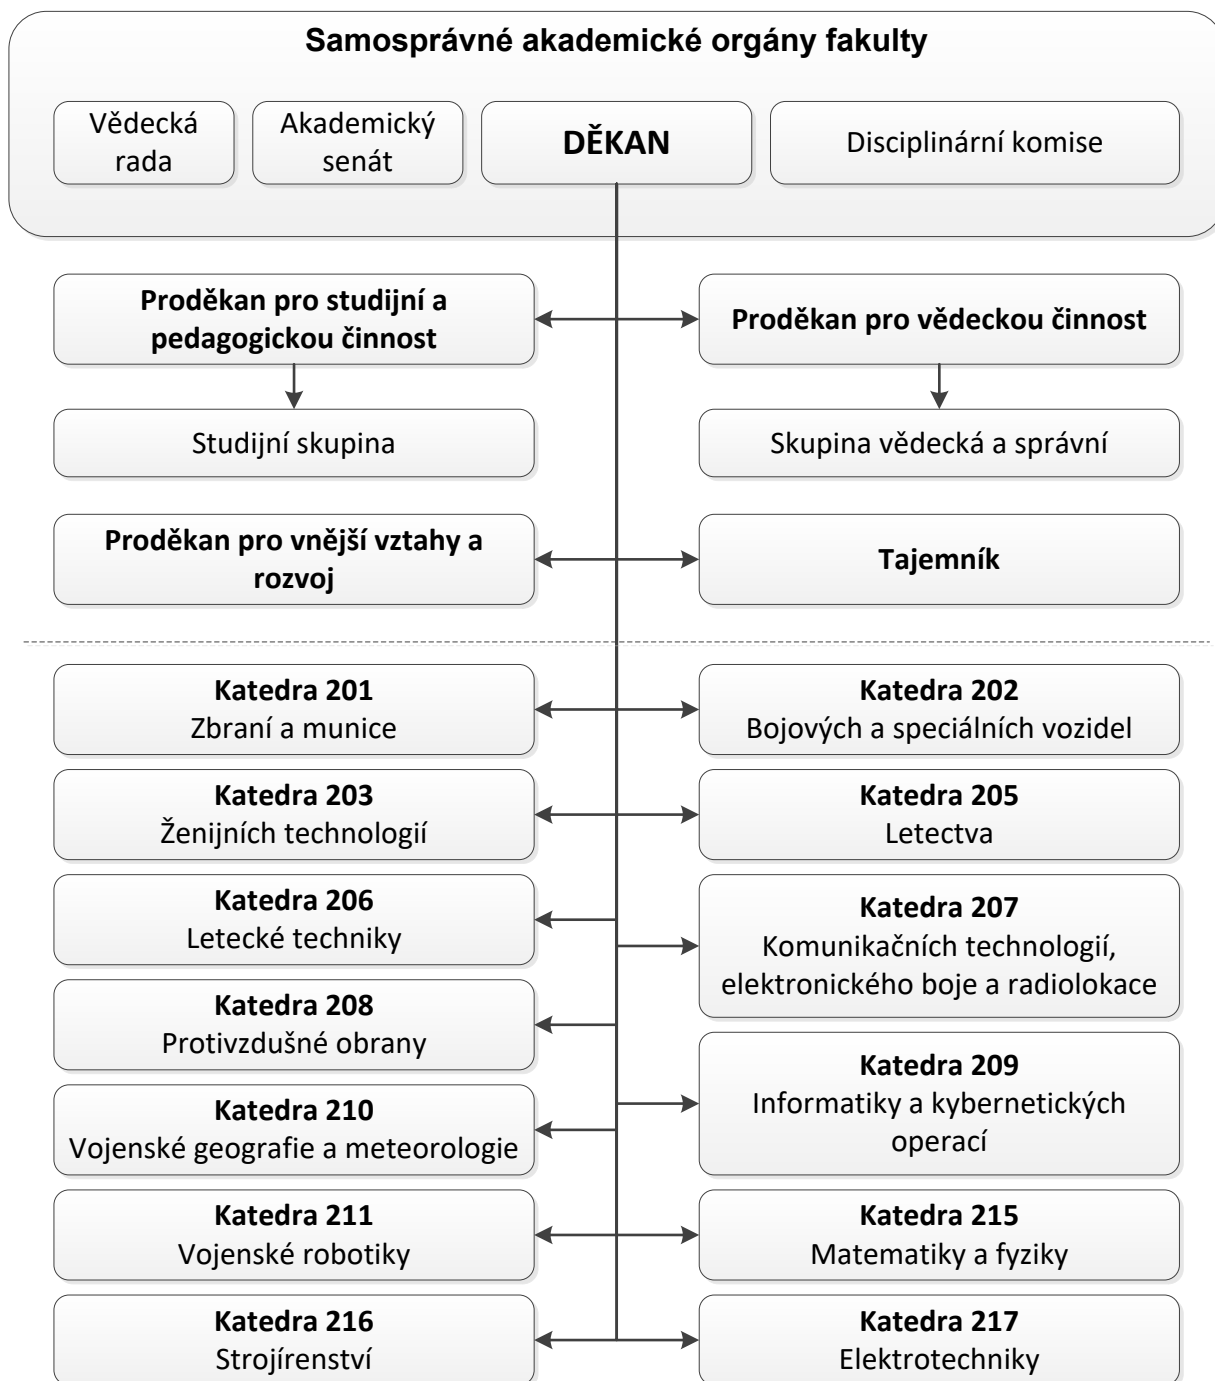 Samosprávné akademické orgány fakulty
Vědecká
rada
Akademický
senát
DĚKAN
Disciplinární komise
Proděkan pro studijní a
pedagogickou činnost
Proděkan pro vědeckou činnost
Studijní skupina
Skupina vědecká a správní
Proděkan pro vnější vztahy a
rozvoj
Tajemník
Katedra 201
Zbraní a munice
Katedra 202
Bojových a speciálních vozidel
Katedra 203
Ženijních technologií
Katedra 205
Letectva
Katedra 206
Letecké techniky
Katedra 207
Komunikačních technologií,
elektronického boje a radiolokace
Katedra 208
Protivzdušné obrany
Katedra 209
Informatiky a kybernetických
operací
Katedra 210
Vojenské geografie a meteorologie
Katedra 211
Vojenské robotiky
Katedra 215
Matematiky a fyziky
Katedra 216
Strojírenství
Katedra 217
Elektrotechniky